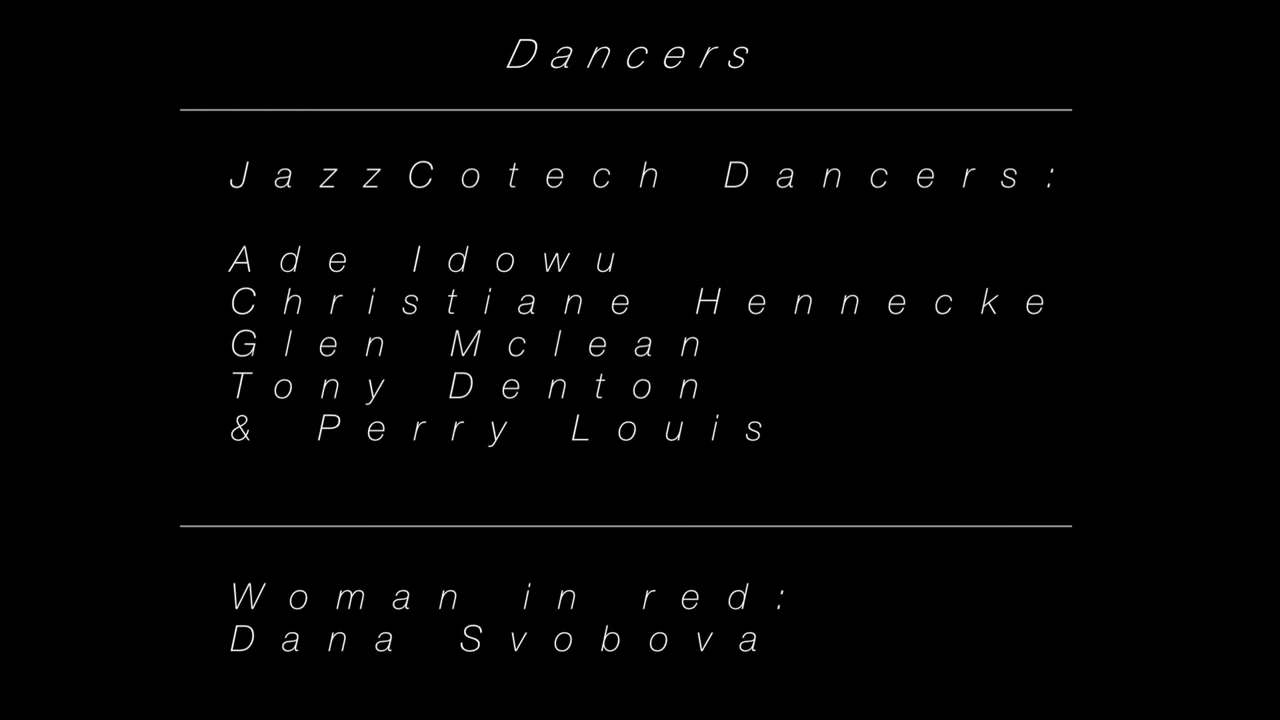 Dancers
JazzCotech Dancers:
Ade Idowu
Christiane Hennecke
Glen Mclean
Tony Denton
& Perry Louis
Woman in red:
Dana Svobova